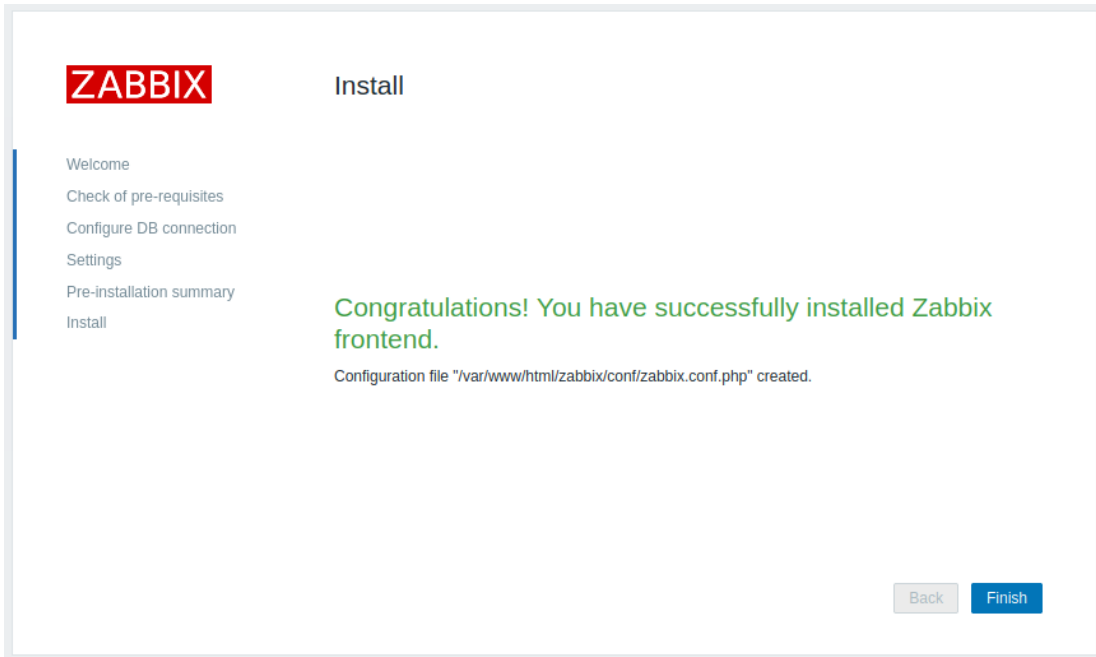 ZABBIX
Install
Welcome
Check of pre-requisites
Configure DB connection
Settings
Pre-installation summary
Install
Congratulations! You have successfully installed Zabbix
frontend.
Configuration file "/var/www/html/zabbix/conf/zabbix.conf.php" created.
Back
Finish